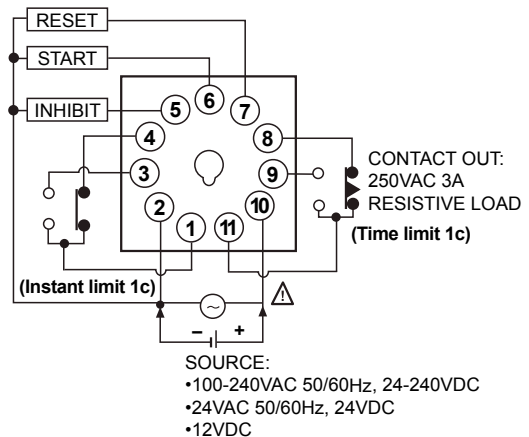 RESET
START
INHIBIT
5
6
7
4
8
3
9
2
10
1
11
CONTACT OUT:
250VAC 3A
RESISTIVE LOAD
(Time limit 1c)
(Instant limit 1c)
~
!
− +
SOURCE:
•100-240VAC 50/60Hz, 24-240VDC
•24VAC 50/60Hz, 24VDC
•12VDC